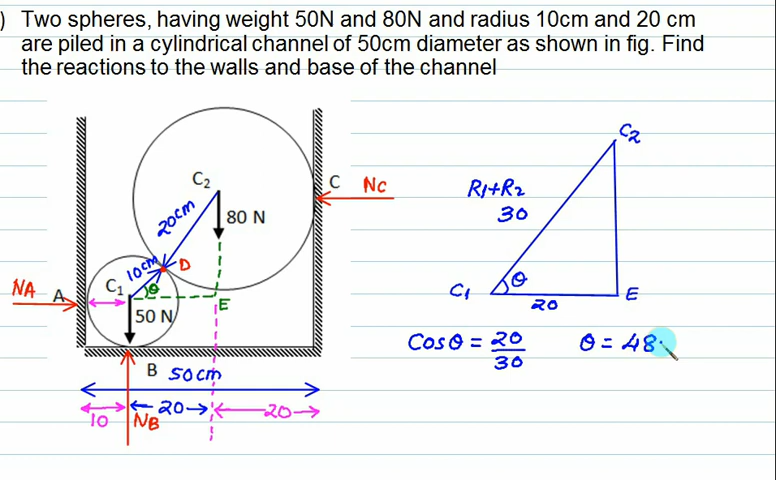 ) Two spheres, having weight 50N and 80N and radius 10cm and 20 cm
are piled in a cylindrical channel of 50cm diameter as shown in fig. Find
the reactions to the walls and base of the channel
C2
20cm
80 N
C NC
10cm
D
θ
C1
E
NA A
50 N
B 50cm
10 20 20
NB
C2
R1+R2
30
θ
C1 20 E
Cosθ = 20/30 θ = 48.